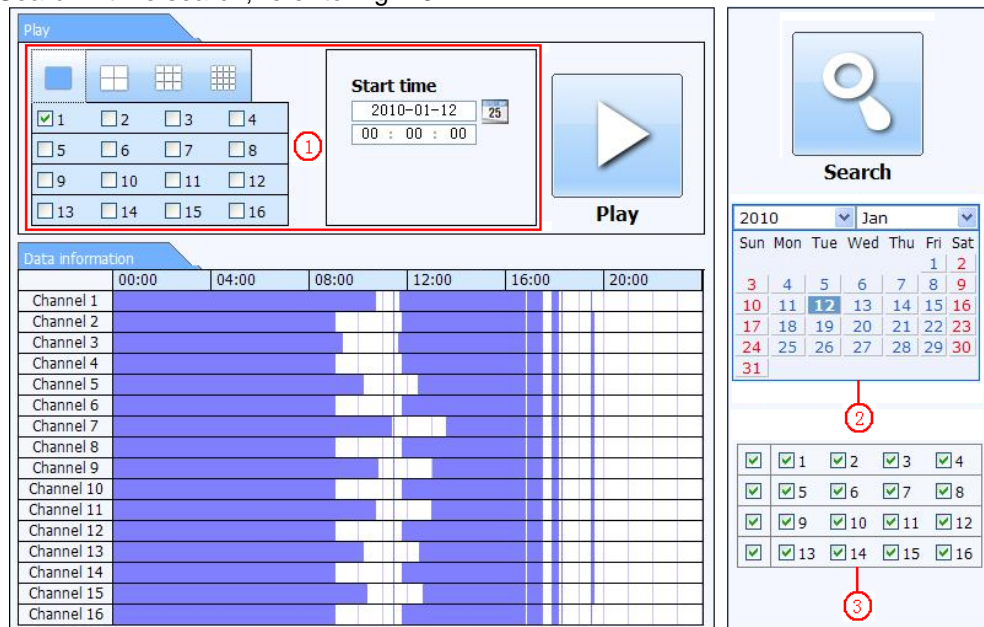 Play
1 2 3 4
5 6 7 8
9 10 11 12
13 14 15 16
1
Start time
2010-01-12 25
00 : 00 : 00
Play
Data information
00:00 04:00 08:00 12:00 16:00 20:00
Channel 1
Channel 2
Channel 3
Channel 4
Channel 5
Channel 6
Channel 7
Channel 8
Channel 9
Channel 10
Channel 11
Channel 12
Channel 13
Channel 14
Channel 15
Channel 16
Search
2010 Jan
Sun Mon Tue Wed Thu Fri Sat
1 2
3 4 5 6 7 8 9
10 11 12 13 14 15 16
17 18 19 20 21 22 23
24 25 26 27 28 29 30
31
2
1 2 3 4
5 6 7 8
9 10 11 12
13 14 15 16
3